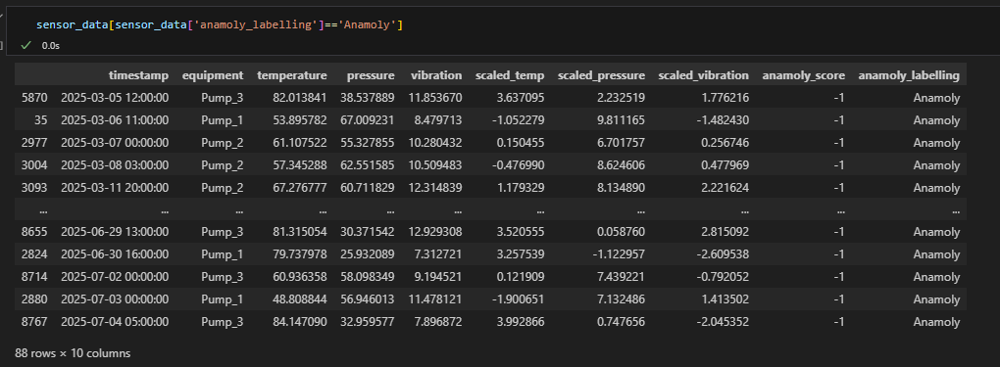 sensor_data[sensor_data['anamoly_labelling']=='Anamoly']
0.0s
timestamp equipment temperature pressure vibration scaled_temp scaled_pressure scaled_vibration anamoly_score anamoly_labelling
5870 2025-03-05 12:00:00 Pump_3 82.013841 38.537889 11.853670 3.637095 2.232519 1.776216 -1 Anamoly
35 2025-03-06 11:00:00 Pump_1 53.895782 67.009231 8.479713 -1.052279 9.811165 -1.482430 -1 Anamoly
2977 2025-03-07 00:00:00 Pump_2 61.107522 55.327855 10.280432 0.150455 6.701757 0.256746 -1 Anamoly
3004 2025-03-08 03:00:00 Pump_2 57.345288 62.551585 10.509483 -0.476990 8.624606 0.477969 -1 Anamoly
3093 2025-03-11 20:00:00 Pump_2 67.276777 60.711829 12.314839 1.179329 8.134890 2.221624 -1 Anamoly
... ... ... ... ... ... ... ... ... ... ...
8655 2025-06-29 13:00:00 Pump_3 81.315054 30.371542 12.929308 3.520555 0.058760 2.815092 -1 Anamoly
2824 2025-06-30 16:00:00 Pump_1 79.737978 25.932089 7.312721 3.257539 -1.122957 -2.609538 -1 Anamoly
8714 2025-07-02 00:00:00 Pump_3 60.936358 58.098349 9.194521 0.121909 7.439221 -0.792052 -1 Anamoly
2880 2025-07-03 00:00:00 Pump_1 48.808844 56.946013 11.478121 -1.900651 7.132486 1.413502 -1 Anamoly
8767 2025-07-04 05:00:00 Pump_3 84.147090 32.959577 7.896872 3.992866 0.747656 -2.045352 -1 Anamoly
88 rows × 10 columns